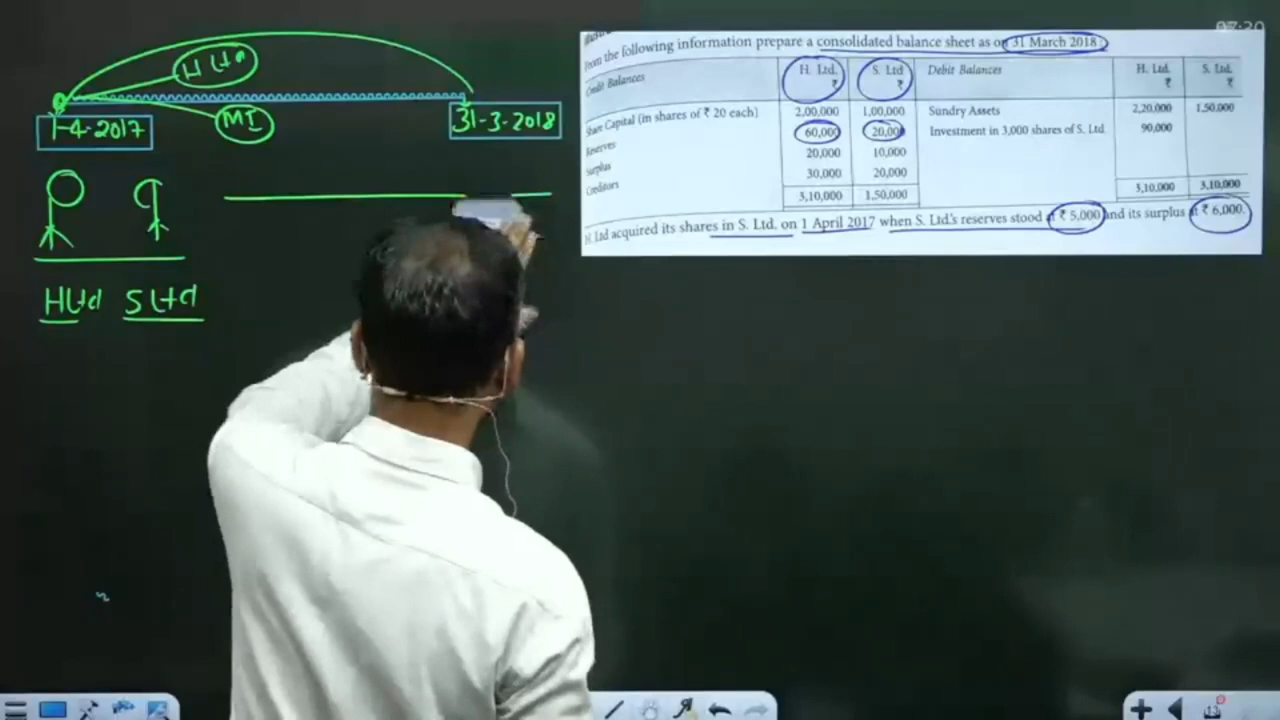 07:20
H Ltd
MI
1-4-2017
31-3-2018
H Ltd S Ltd
From the following information prepare a consolidated balance sheet as on 31 March 2018 :
Credit Balances H. Ltd. ₹ S. Ltd ₹ Debit Balances H. Ltd. ₹ S. Ltd. ₹
Share Capital (in shares of ₹ 20 each) 2,00,000 1,00,000 Sundry Assets 2,20,000 1,50,000
Reserves 60,000 20,000 Investment in 3,000 shares of S. Ltd. 90,000
Surplus 20,000 10,000
Creditors 30,000 20,000
3,10,000 1,50,000 3,10,000 3,10,000
H. Ltd acquired its shares in S. Ltd. on 1 April 2017 when S. Ltd's reserves stood at ₹ 5,000 and its surplus at ₹ 6,000.